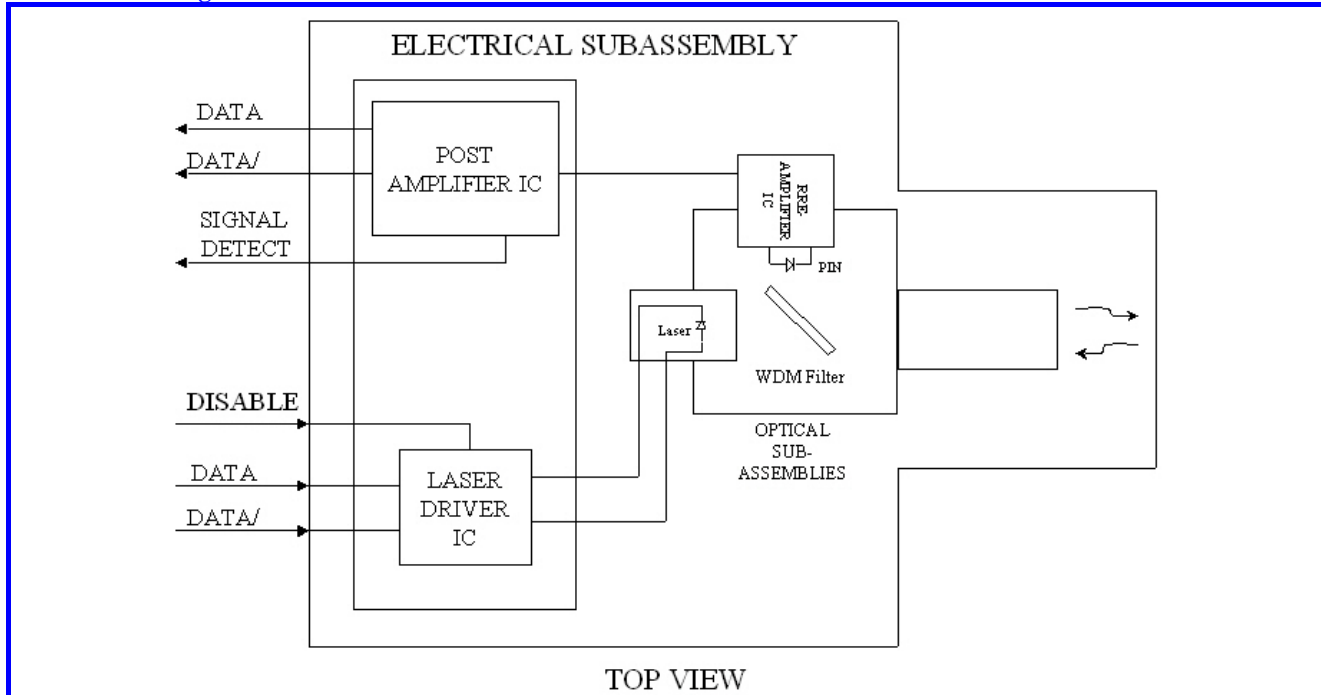 ELECTRICAL SUBASSEMBLY
DATA
DATA/
SIGNAL
DETECT
POST
AMPLIFIER IC
RRE-
AMPLIFIER
IC
PIN
Laser
WDM Filter
OPTICAL
SUB-
ASSEMBLIES
DISABLE
DATA
DATA/
LASER
DRIVER
IC
TOP VIEW